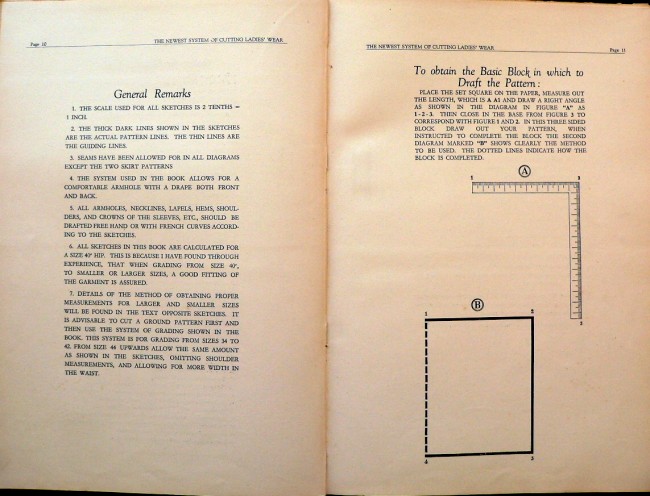 Page 10
THE NEWEST SYSTEM OF CUTTING LADIES' WEAR
General Remarks
1. THE SCALE USED FOR ALL SKETCHES IS 2 TENTHS =
1 INCH.
2. THE THICK DARK LINES SHOWN IN THE SKETCHES
ARE THE ACTUAL PATTERN LINES. THE THIN LINES ARE
THE GUIDING LINES.
3. SEAMS HAVE BEEN ALLOWED FOR IN ALL DIAGRAMS
EXCEPT THE TWO SKIRT PATTERNS
4. THE SYSTEM USED IN THE BOOK ALLOWS FOR A
COMFORTABLE ARMHOLE WITH A DRAPE BOTH FRONT
AND BACK.
5. ALL ARMHOLES, NECKLINES, LAPELS, HEMS, SHOUL-
DERS, AND CROWNS OF THE SLEEVES, ETC., SHOULD BE
DRAFTED FREE HAND OR WITH FRENCH CURVES ACCORD-
ING TO THE SKETCHES.
6. ALL SKETCHES IN THIS BOOK ARE CALCULATED FOR
A SIZE 40" HIP. THIS IS BECAUSE I HAVE FOUND THROUGH
EXPERIENCE, THAT WHEN GRADING FROM SIZE 40",
TO SMALLER OR LARGER SIZES, A GOOD FITTING OF
THE GARMENT IS ASSURED.
7. DETAILS OF THE METHOD OF OBTAINING PROPER
MEASUREMENTS FOR LARGER AND SMALLER SIZES
WILL BE FOUND IN THE TEXT OPPOSITE SKETCHES. IT
IS ADVISABLE TO CUT A GROUND PATTERN FIRST AND
THEN USE THE SYSTEM OF GRADING SHOWN IN THE
BOOK. THIS SYSTEM IS FOR GRADING FROM SIZES 34 TO
42. FROM SIZE 44 UPWARDS ALLOW THE SAME AMOUNT
AS SHOWN IN THE SKETCHES, OMITTING SHOULDER
MEASUREMENTS, AND ALLOWING FOR MORE WIDTH IN
THE WAIST.
THE NEWEST SYSTEM OF CUTTING LADIES' WEAR
Page 11
To obtain the Basic Block in which to
Draft the Pattern:
PLACE THE SET SQUARE ON THE PAPER, MEASURE OUT
THE LENGTH, WHICH IS A A1 AND DRAW A RIGHT ANGLE
AS SHOWN IN THE DIAGRAM IN FIGURE "A" AS
1-2-3. THEN CLOSE IN THE BASE FROM FIGURE 3 TO
CORRESPOND WITH FIGURE 1 AND 2. IN THIS THREE SIDED
BLOCK DRAW OUT YOUR PATTERN, WHEN
INSTRUCTED TO COMPLETE THE BLOCK THE SECOND
DIAGRAM MARKED "B" SHOWS CLEARLY THE METHOD
TO BE USED. THE DOTTED LINES INDICATE HOW THE
BLOCK IS COMPLETED.
A
1
B
1
4